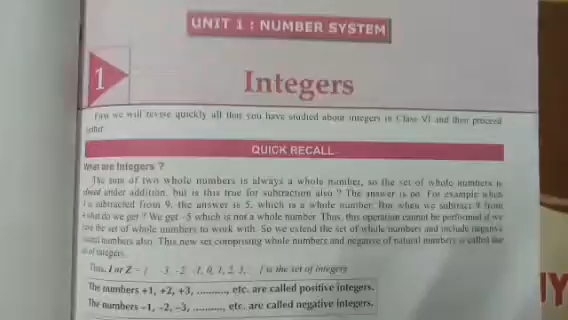 UNIT 1 : NUMBER SYSTEM
1
Integers
First we will revise quickly all that you have studied about integers in Class VI and then proceed
further.
QUICK RECALL
What are Integers ?
The sum of two whole numbers is always a whole number, so the set of whole numbers is
closed under addition, but is this true for subtraction also ? The answer is no. For example when
is subtracted from 9, the answer is 5, which is a whole number. But when we subtract 9 from
what do we get ? We get –5 which is not a whole number. Thus, this operation cannot be performed if we
use the set of whole numbers to work with. So we extend the set of whole numbers and include negative
natural numbers also. This new set comprising whole numbers and negative of natural numbers is called the
set of integers.
Thus, I or Z = { –3, –2, –1, 0, 1, 2, 3, } is the set of integers
The numbers +1, +2, +3, .........., etc. are called positive integers.
The numbers –1, –2, –3, .........., etc. are called negative integers.